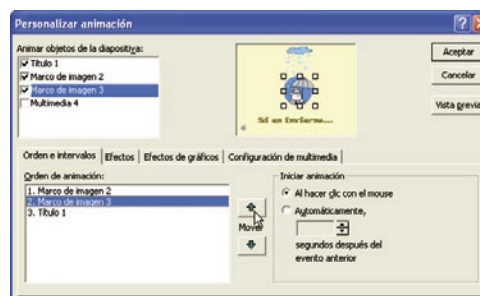 Personalizar animación
Animar objetos de la diapositiva:
Título 1
Marco de imagen 2
Marco de imagen 3
Multimedia 4
Aceptar
Cancelar
Vista previa
Orden e intervalos
Efectos
Efectos de gráficos
Configuración de multimedia
Orden de animación:
1. Marco de imagen 2
2. Marco de imagen 3
3. Título 1
Mover
Iniciar animación
Al hacer clic con el mouse
Automáticamente,
segundos después del
evento anterior